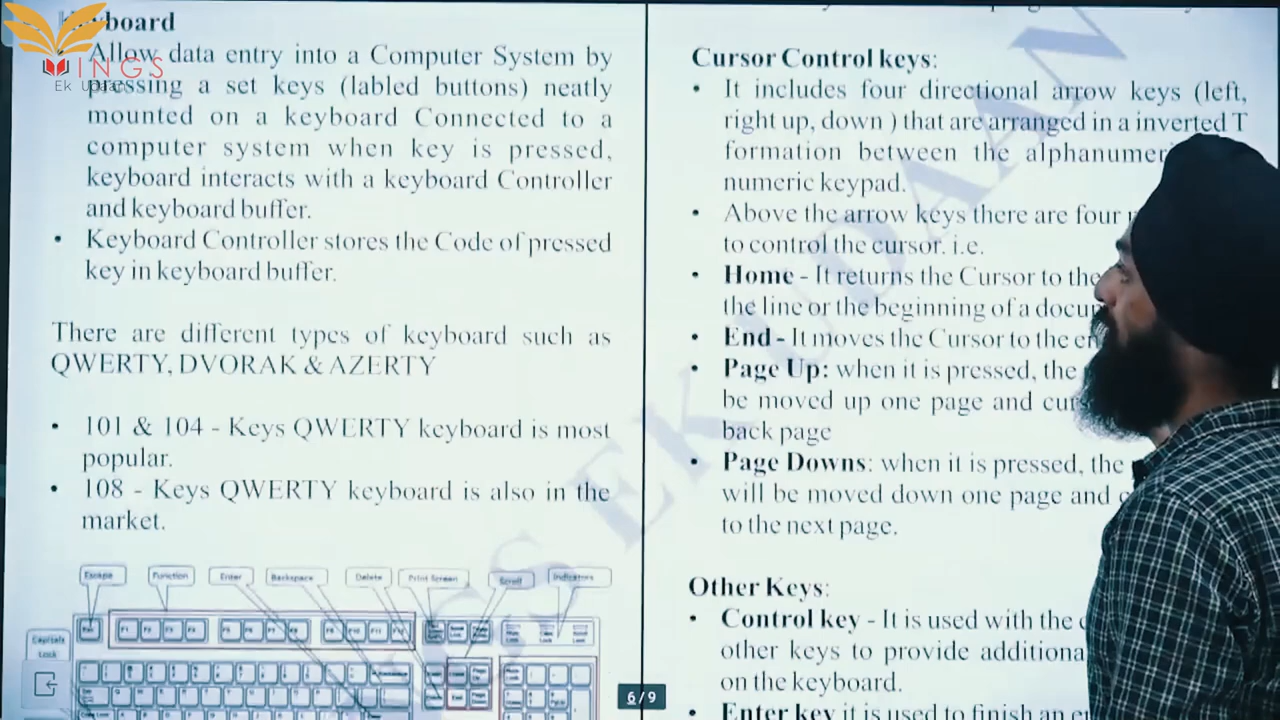 Keyboard
WINGS
Ek Udaan
Allow data entry into a Computer System by
pressing a set keys (labled buttons) neatly
mounted on a keyboard Connected to a
computer system when key is pressed,
keyboard interacts with a keyboard Controller
and keyboard buffer.
• Keyboard Controller stores the Code of pressed
key in keyboard buffer.
There are different types of keyboard such as
QWERTY, DVORAK & AZERTY
• 101 & 104 - Keys QWERTY keyboard is most
popular.
• 108 - Keys QWERTY keyboard is also in the
market.
Escape Function Enter Backspace Delete Print Screen Scroll Indicators
Capitals
Lock
6 / 9
Cursor Control keys:
• It includes four directional arrow keys (left,
right up, down ) that are arranged in a inverted T
formation between the alphanumeri
numeric keypad.
• Above the arrow keys there are four
to control the cursor. i.e.
• Home - It returns the Cursor to the
the line or the beginning of a docu
• End - It moves the Cursor to the e
• Page Up: when it is pressed, the
be moved up one page and cu
back page
• Page Downs: when it is pressed, the
will be moved down one page and
to the next page.
Other Keys:
• Control key - It is used with the
other keys to provide additiona
on the keyboard.
• Enter key it is used to finish an e